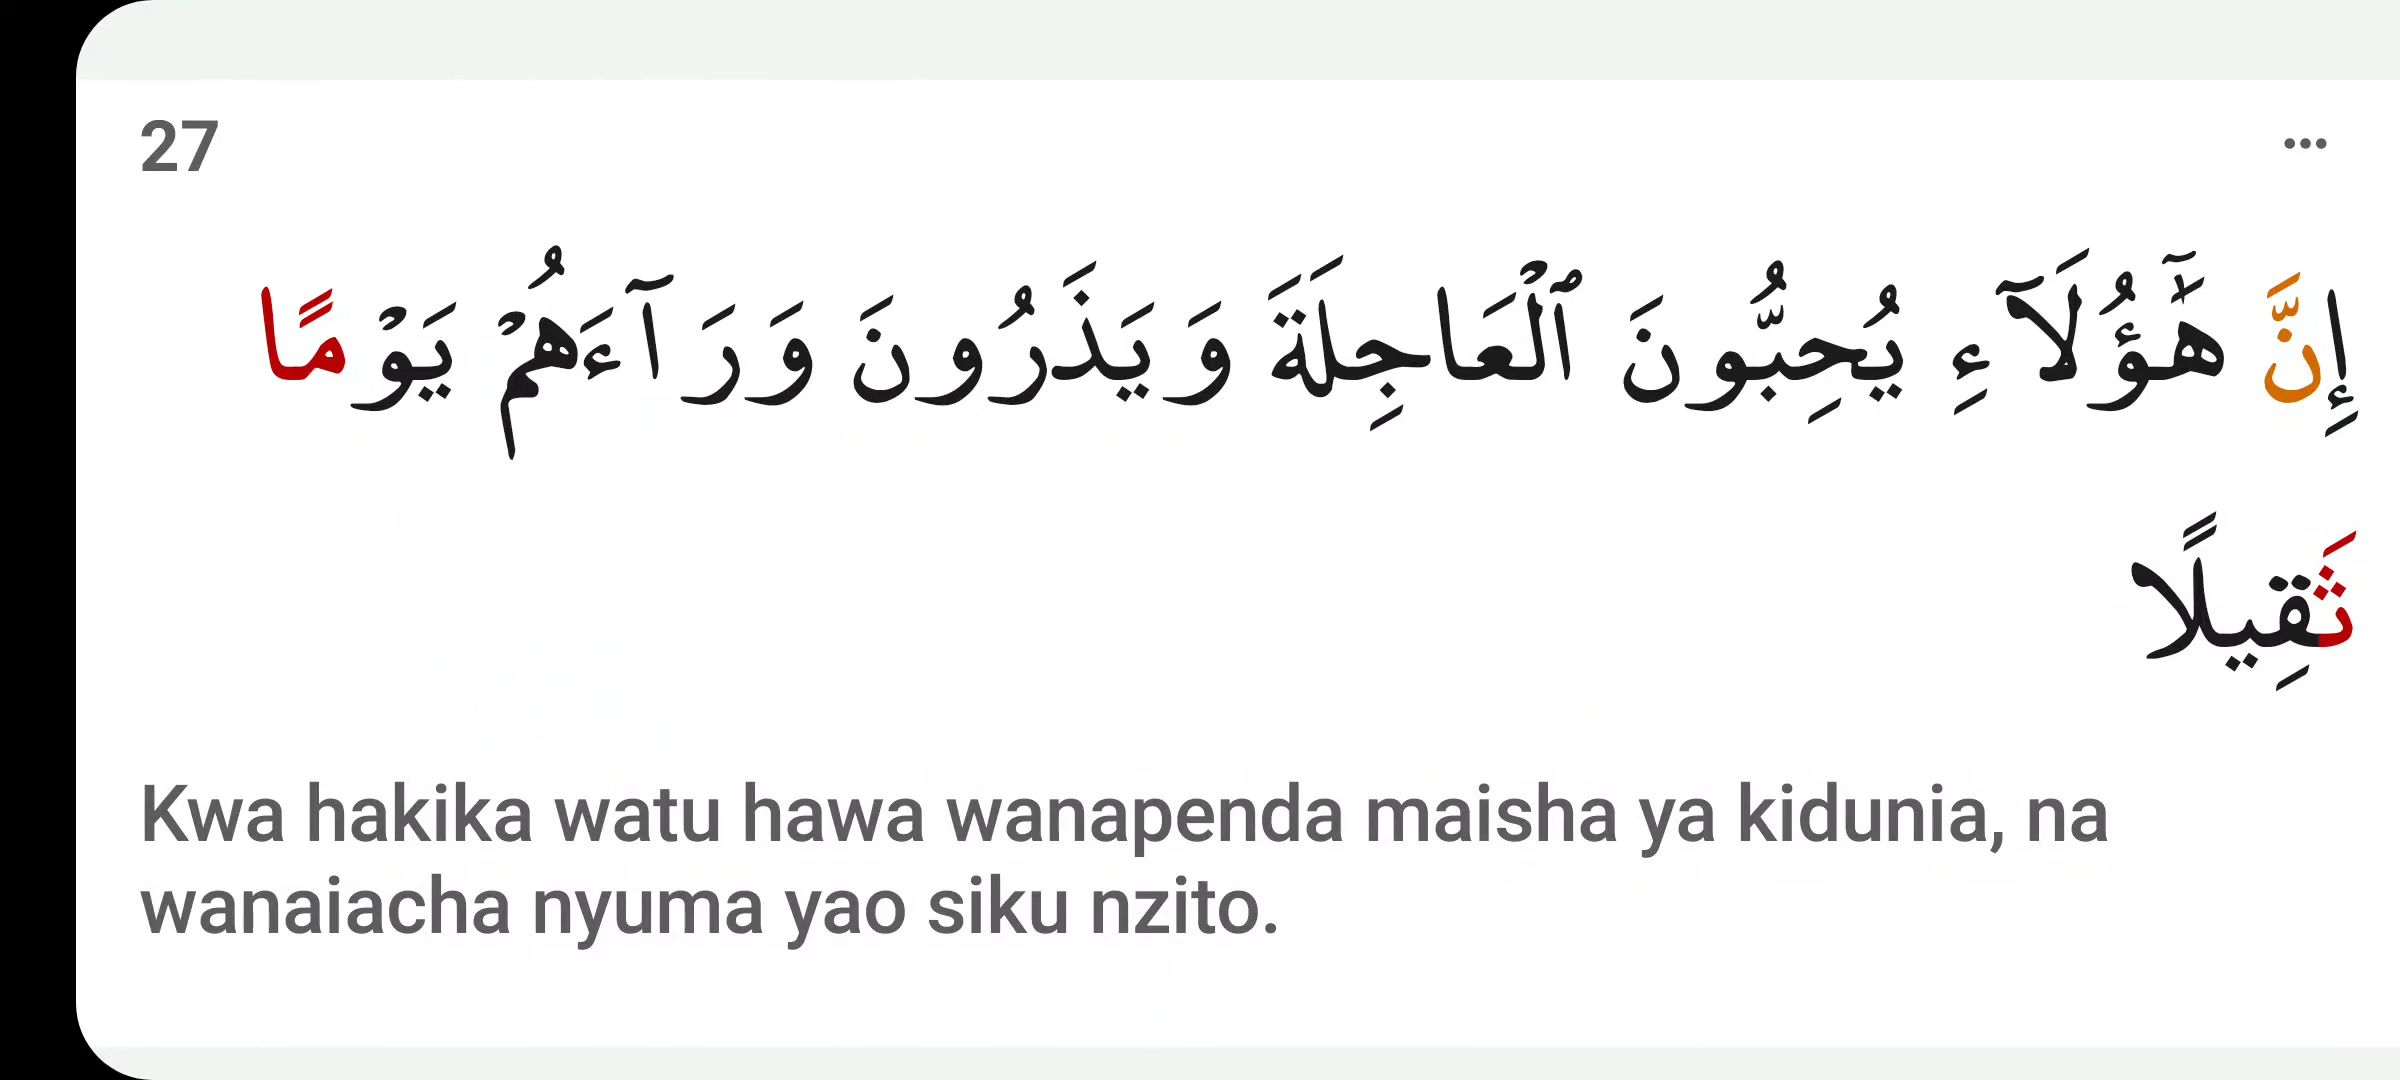 27
إِنَّ هَٰٓؤُلَآءِ يُحِبُّونَ ٱلْعَاجِلَةَ وَيَذَرُونَ وَرَآءَهُمْ يَوْمًا
ثَقِيلًا
Kwa hakika watu hawa wanapenda maisha ya kidunia, na
wanaiacha nyuma yao siku nzito.